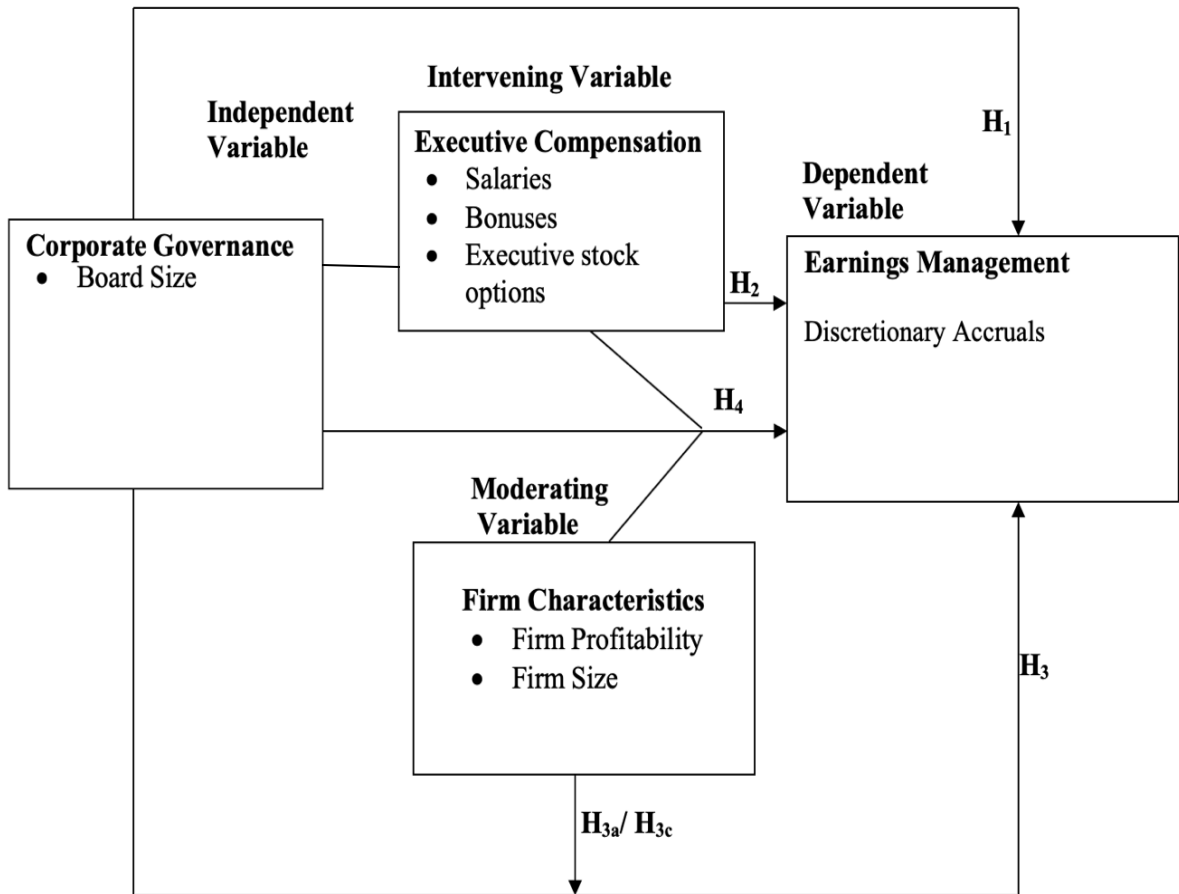 Intervening Variable
Independent
Variable
Executive Compensation
• Salaries
• Bonuses
• Executive stock
options
H₁
Dependent
Variable
Corporate Governance
• Board Size
Earnings Management
Discretionary Accruals
H₂
H₄
Moderating
Variable
Firm Characteristics
• Firm Profitability
• Firm Size
H₃
H₃ₐ/ H₃c